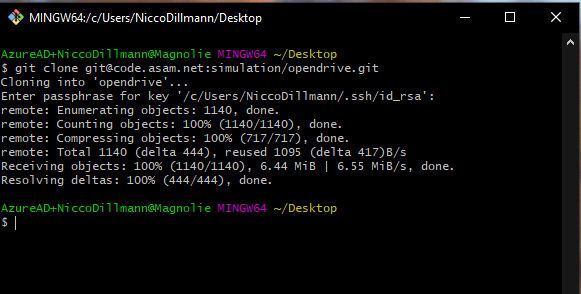 MINGW64:/c/Users/NiccoDillmann/Desktop
AzureAD+NiccoDillmann@Magnolie MINGW64 ~/Desktop
$ git clone git@code.asam.net:simulation/opendrive.git
Cloning into 'opendrive'...
Enter passphrase for key '/c/Users/NiccoDillmann/.ssh/id_rsa':
remote: Enumerating objects: 1140, done.
remote: Counting objects: 100% (1140/1140), done.
remote: Compressing objects: 100% (717/717), done.
remote: Total 1140 (delta 444), reused 1095 (delta 417)B/s
Receiving objects: 100% (1140/1140), 6.44 MiB | 6.55 MiB/s, done.
Resolving deltas: 100% (444/444), done.
AzureAD+NiccoDillmann@Magnolie MINGW64 ~/Desktop
$